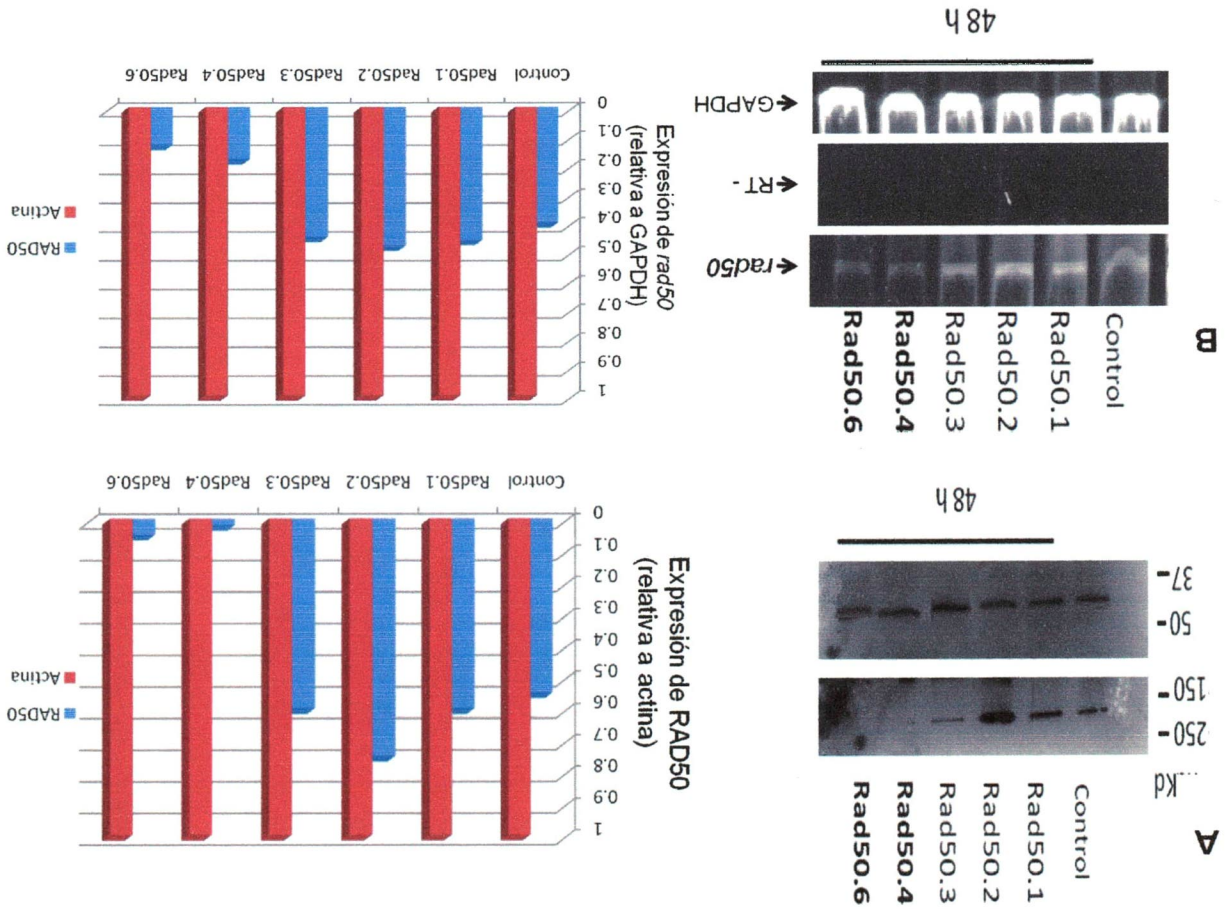 A
...Kd
Control
Rad50.1
Rad50.2
Rad50.3
Rad50.4
Rad50.6
250-
150-
50-
37-
48 h
Expresión de RAD50
(relativa a actina)
1
0.9
0.8
0.7
0.6
0.5
0.4
0.3
0.2
0.1
0
Control
Rad50.1
Rad50.2
Rad50.3
Rad50.4
Rad50.6
RAD50
Actina
B
Control
Rad50.1
Rad50.2
Rad50.3
Rad50.4
Rad50.6
rad50
RT -
GAPDH
48 h
Expresión de rad50
(relativa a GAPDH)
1
0.9
0.8
0.7
0.6
0.5
0.4
0.3
0.2
0.1
0
Control
Rad50.1
Rad50.2
Rad50.3
Rad50.4
Rad50.6
RAD50
Actina